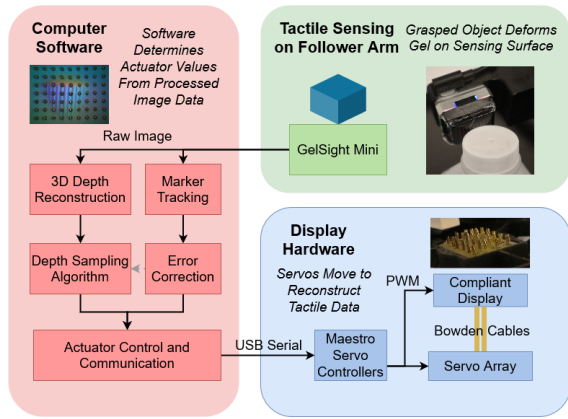 Computer
Software
Software
Determines
Actuator Values
From Processed
Image Data
Raw Image
3D Depth
Reconstruction
Marker
Tracking
Depth Sampling
Algorithm
Error
Correction
Actuator Control and
Communication
Tactile Sensing
on Follower Arm
Grasped Object Deforms
Gel on Sensing Surface
GelSight Mini
Display
Hardware
Servos Move to
Reconstruct
Tactile Data
USB Serial
Maestro
Servo
Controllers
PWM
Compliant
Display
Bowden Cables
Servo Array